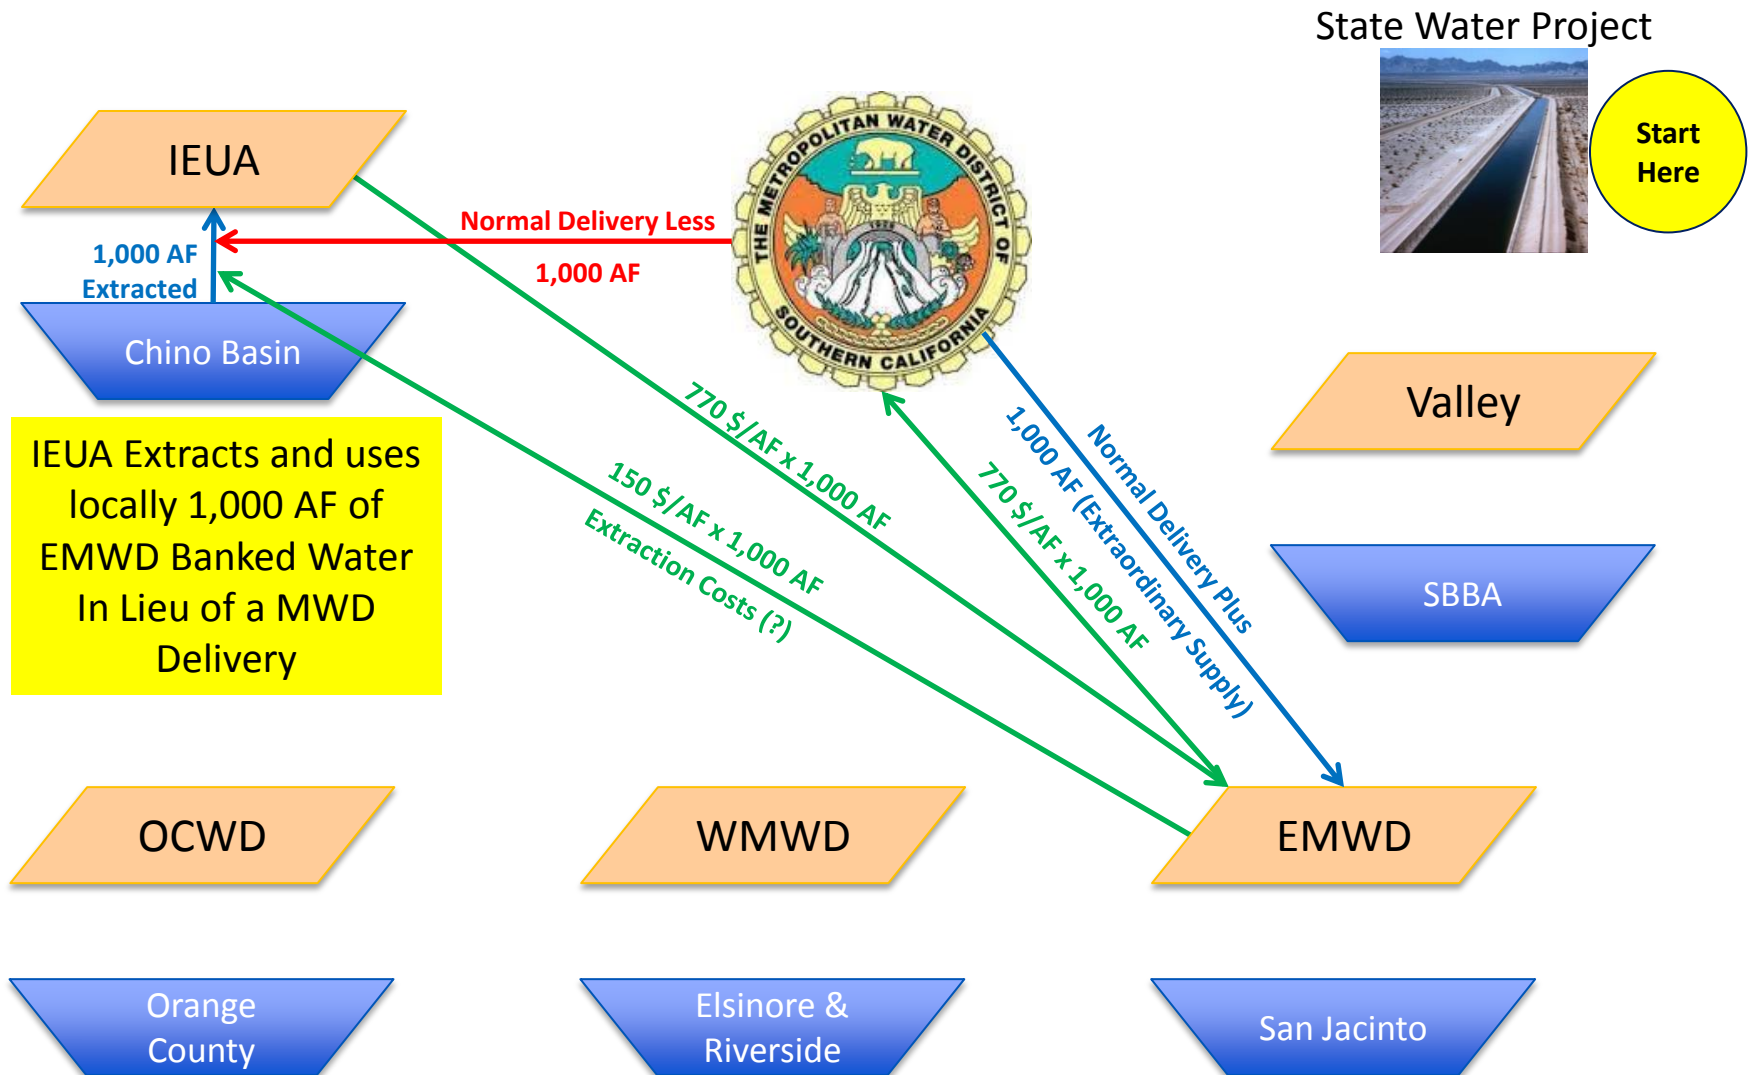 State Water Project
Start
Here
THE METROPOLITAN WATER DISTRICT OF
SOUTHERN CALIFORNIA
1928
IEUA
Normal Delivery Less
1,000 AF
1,000 AF
Extracted
Chino Basin
IEUA Extracts and uses
locally 1,000 AF of
EMWD Banked Water
In Lieu of a MWD
Delivery
770 $/AF x 1,000 AF
150 $/AF x 1,000 AF
Extraction Costs (?)
770 $/AF x 1,000 AF
Normal Delivery Plus
1,000 AF (Extraordinary Supply)
Valley
SBBA
OCWD
WMWD
EMWD
Orange
County
Elsinore &
Riverside
San Jacinto